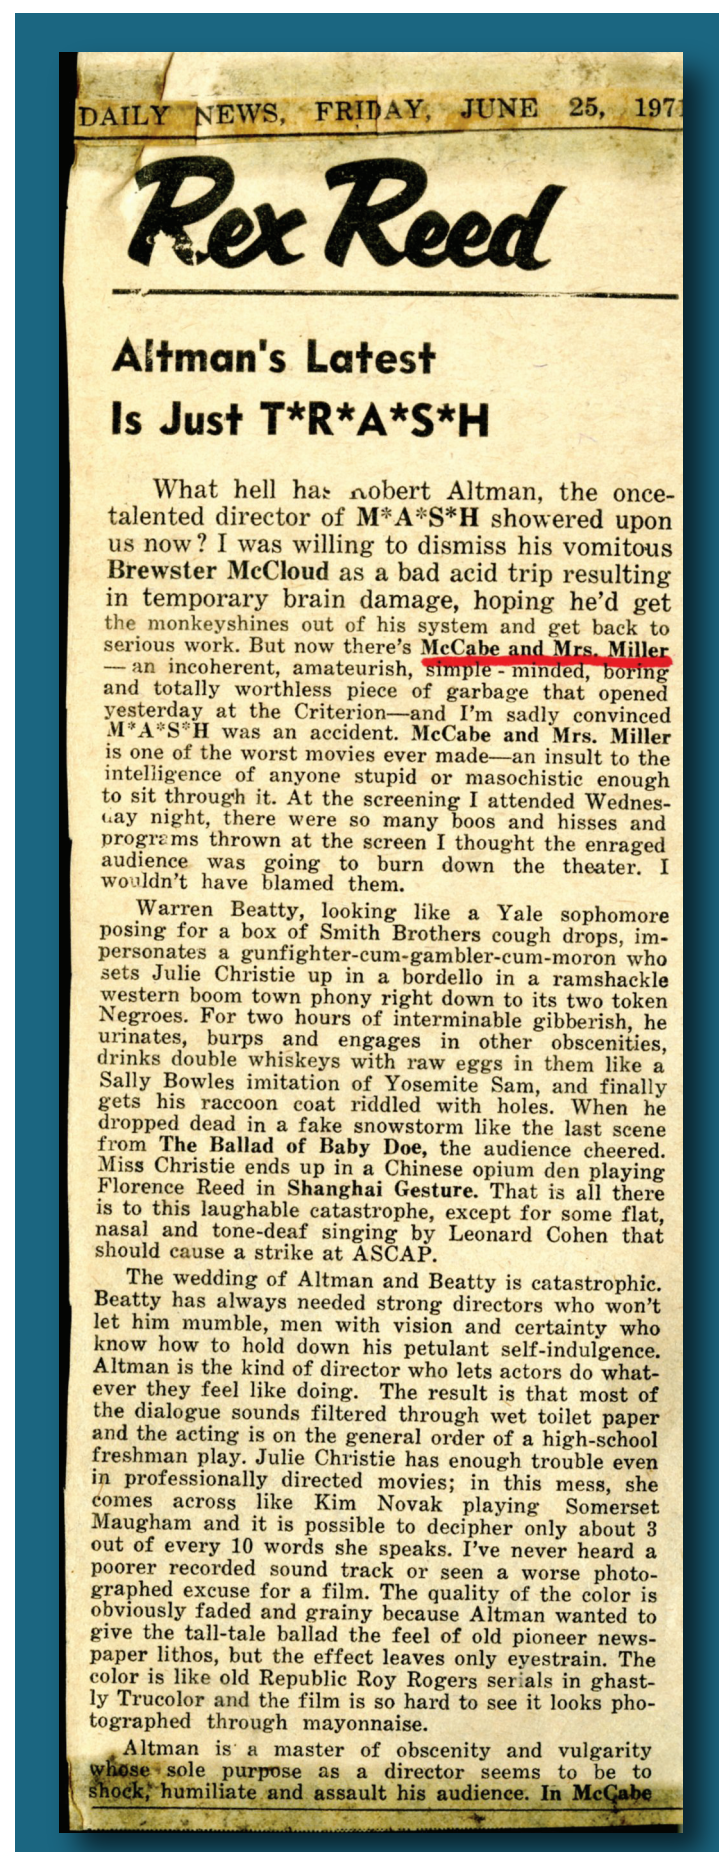 DAILY NEWS, FRIDAY, JUNE 25, 1971
Rex Reed
Altman's Latest
Is Just T*R*A*S*H
What hell has Robert Altman, the once-
talented director of M*A*S*H showered upon
us now? I was willing to dismiss his vomitous
Brewster McCloud as a bad acid trip resulting
in temporary brain damage, hoping he'd get
the monkeyshines out of his system and get back to
serious work. But now there's McCabe and Mrs. Miller
— an incoherent, amateurish, simple - minded, boring
and totally worthless piece of garbage that opened
yesterday at the Criterion—and I'm sadly convinced
M*A*S*H was an accident. McCabe and Mrs. Miller
is one of the worst movies ever made—an insult to the
intelligence of anyone stupid or masochistic enough
to sit through it. At the screening I attended Wednes-
day night, there were so many boos and hisses and
programs thrown at the screen I thought the enraged
audience was going to burn down the theater. I
wouldn't have blamed them.
Warren Beatty, looking like a Yale sophomore
posing for a box of Smith Brothers cough drops, im-
personates a gunfighter-cum-gambler-cum-moron who
sets Julie Christie up in a bordello in a ramshackle
western boom town phony right down to its two token
Negroes. For two hours of interminable gibberish, he
urinates, burps and engages in other obscenities,
drinks double whiskeys with raw eggs in them like a
Sally Bowles imitation of Yosemite Sam, and finally
gets his raccoon coat riddled with holes. When he
dropped dead in a fake snowstorm like the last scene
from The Ballad of Baby Doe, the audience cheered.
Miss Christie ends up in a Chinese opium den playing
Florence Reed in Shanghai Gesture. That is all there
is to this laughable catastrophe, except for some flat,
nasal and tone-deaf singing by Leonard Cohen that
should cause a strike at ASCAP.
The wedding of Altman and Beatty is catastrophic.
Beatty has always needed strong directors who won't
let him mumble, men with vision and certainty who
know how to hold down his petulant self-indulgence.
Altman is the kind of director who lets actors do what-
ever they feel like doing. The result is that most of
the dialogue sounds filtered through wet toilet paper
and the acting is on the general order of a high-school
freshman play. Julie Christie has enough trouble even
in professionally directed movies; in this mess, she
comes across like Kim Novak playing Somerset
Maugham and it is possible to decipher only about 3
out of every 10 words she speaks. I've never heard a
poorer recorded sound track or seen a worse photo-
graphed excuse for a film. The quality of the color is
obviously faded and grainy because Altman wanted to
give the tall-tale ballad the feel of old pioneer news-
paper lithos, but the effect leaves only eyestrain. The
color is like old Republic Roy Rogers serials in ghast-
ly Trucolor and the film is so hard to see it looks pho-
tographed through mayonnaise.
Altman is a master of obscenity and vulgarity
whose sole purpose as a director seems to be to
shock, humiliate and assault his audience. In McCabe